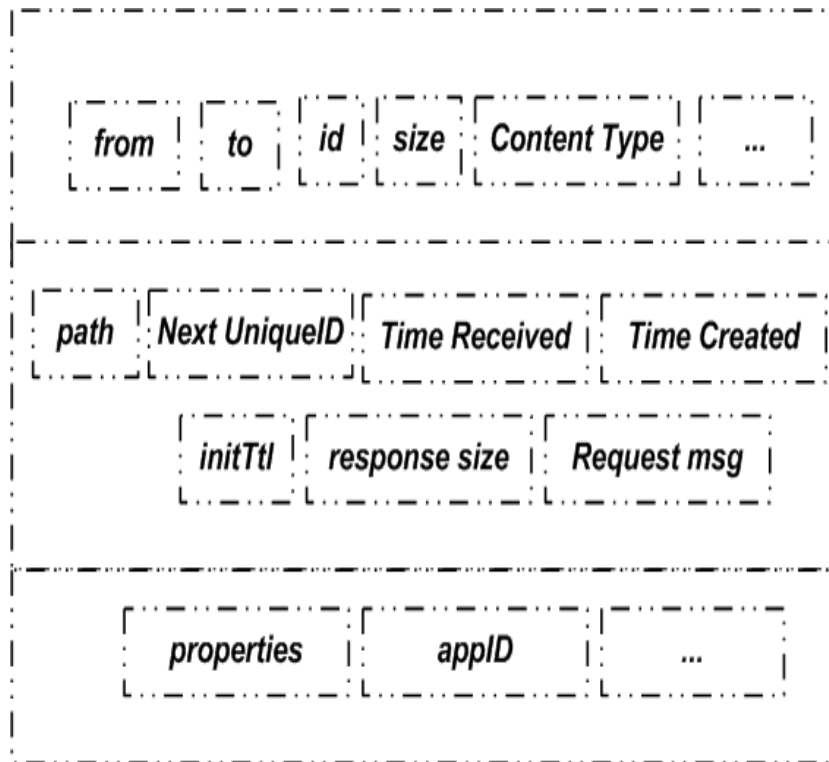 from to id size Content Type ...
path Next UniqueID Time Received Time Created
initTtl response size Request msg
properties appID ...